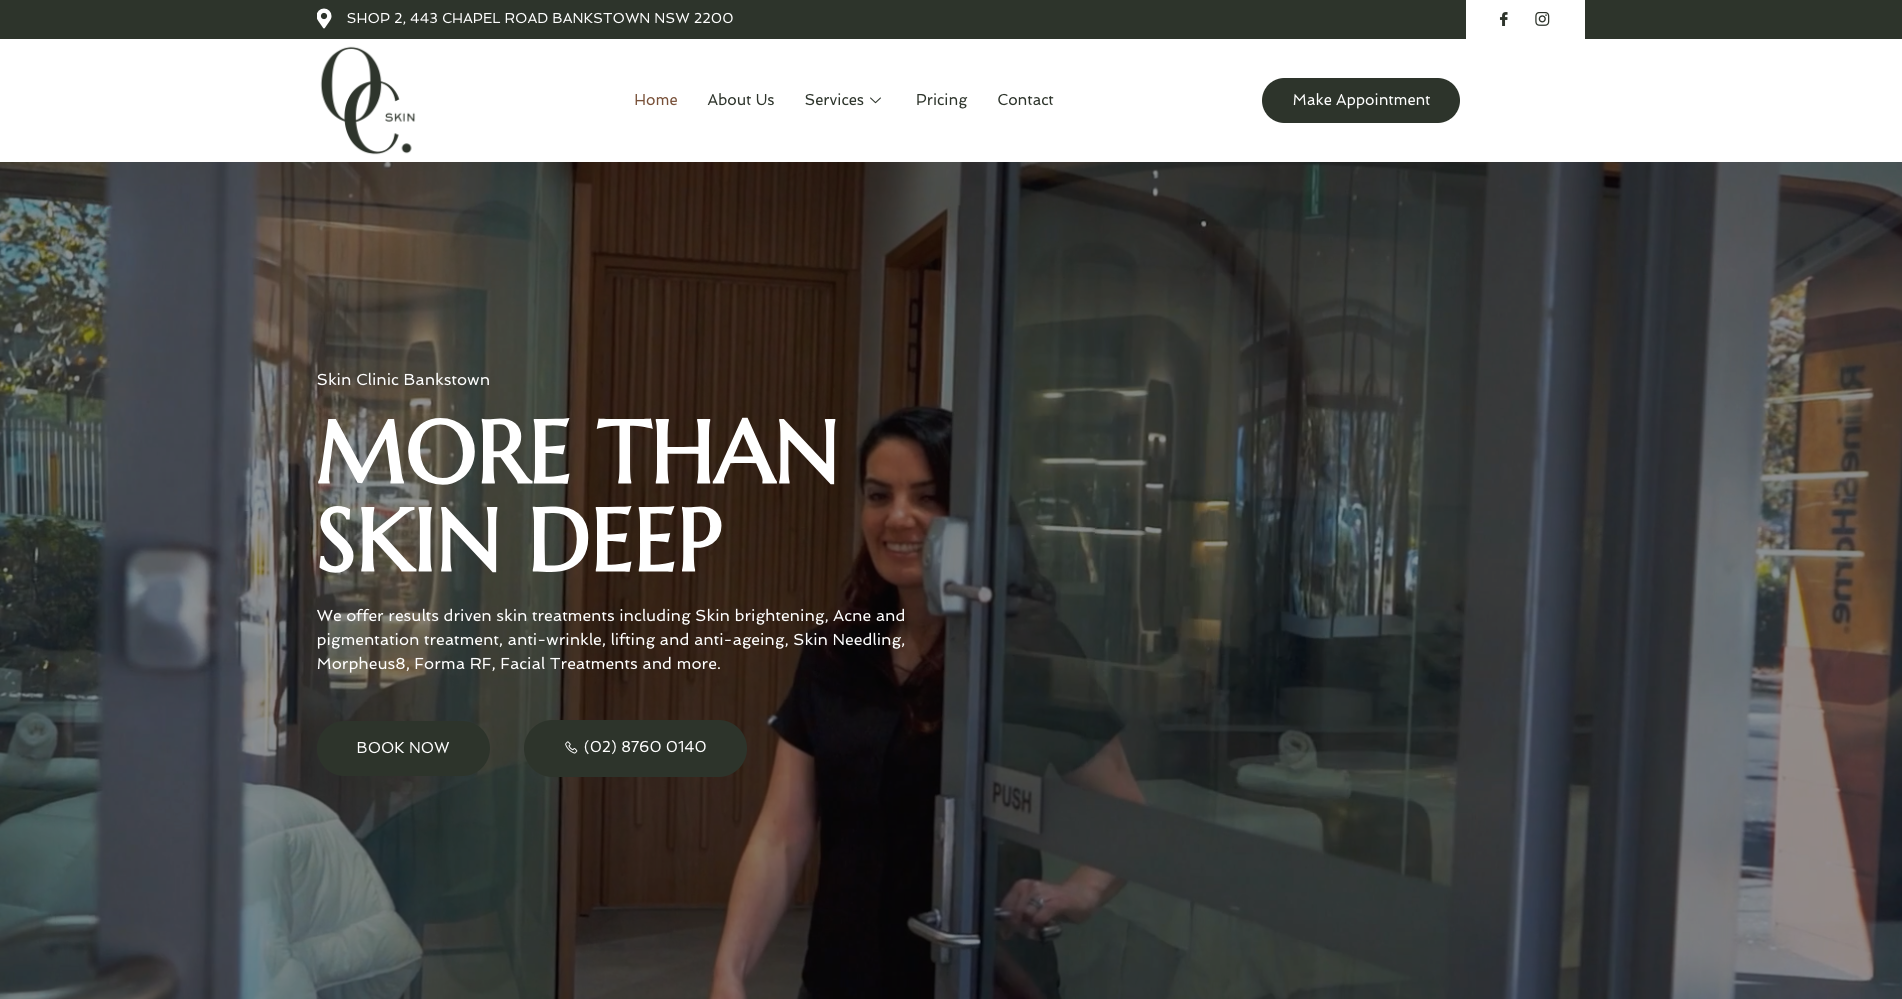 SHOP 2, 443 CHAPEL ROAD BANKSTOWN NSW 2200
OC. SKIN
Home
About Us
Services
Pricing
Contact
Make Appointment
Skin Clinic Bankstown
MORE THAN
SKIN DEEP
We offer results driven skin treatments including Skin brightening, Acne and
pigmentation treatment, anti-wrinkle, lifting and anti-ageing, Skin Needling,
Morpheus8, Forma RF, Facial Treatments and more.
BOOK NOW
(02) 8760 0140
PUSH